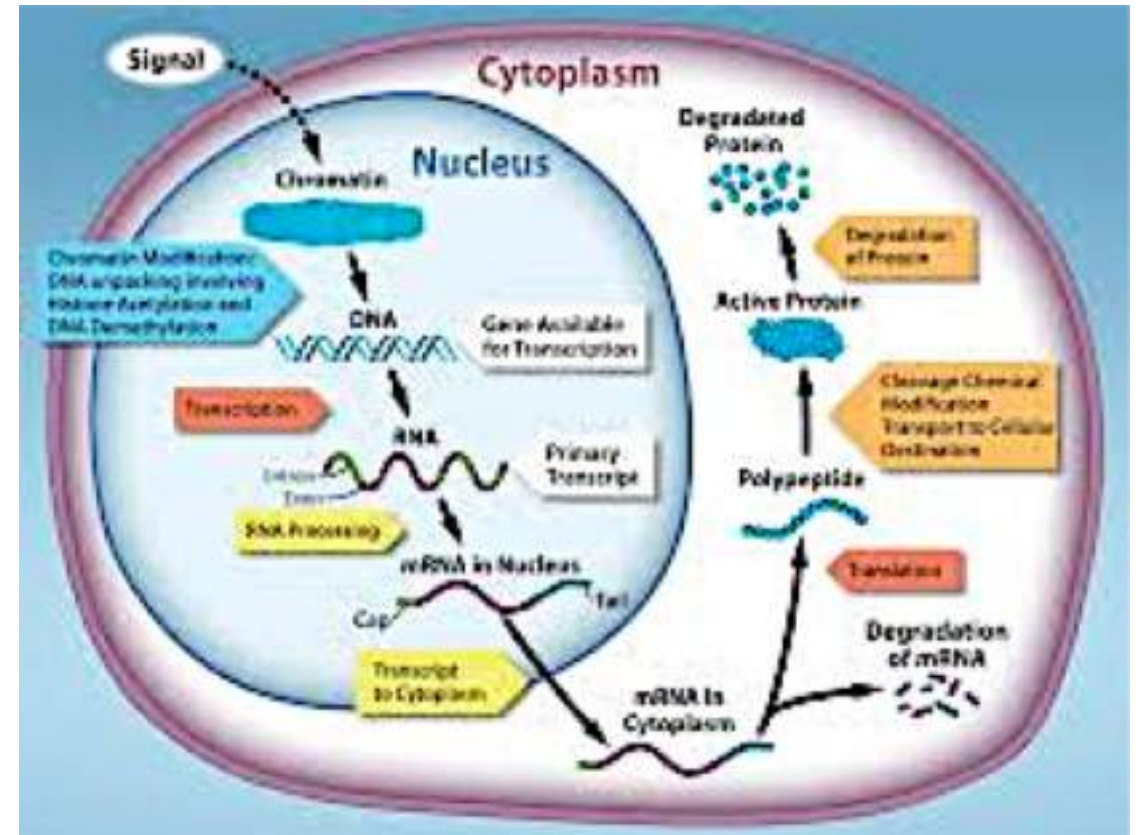 Signal
Cytoplasm
Nucleus
Chromatin
Chromatin Modification:
DNA unpacking involving
Histone Acetylation and
DNA Demethylation
DNA
Gene Available
for Transcription
Transcription
RNA
Primary
Transcript
RNA Processing
mRNA in Nucleus
Cap
Tail
Transcript
to Cytoplasm
mRNA in
Cytoplasm
Degraded
Protein
Degradation
of Protein
Active Protein
Cleavage Chemical
Modification
Transport to Cellular
Destination
Polypeptide
Translation
Degradation
of mRNA